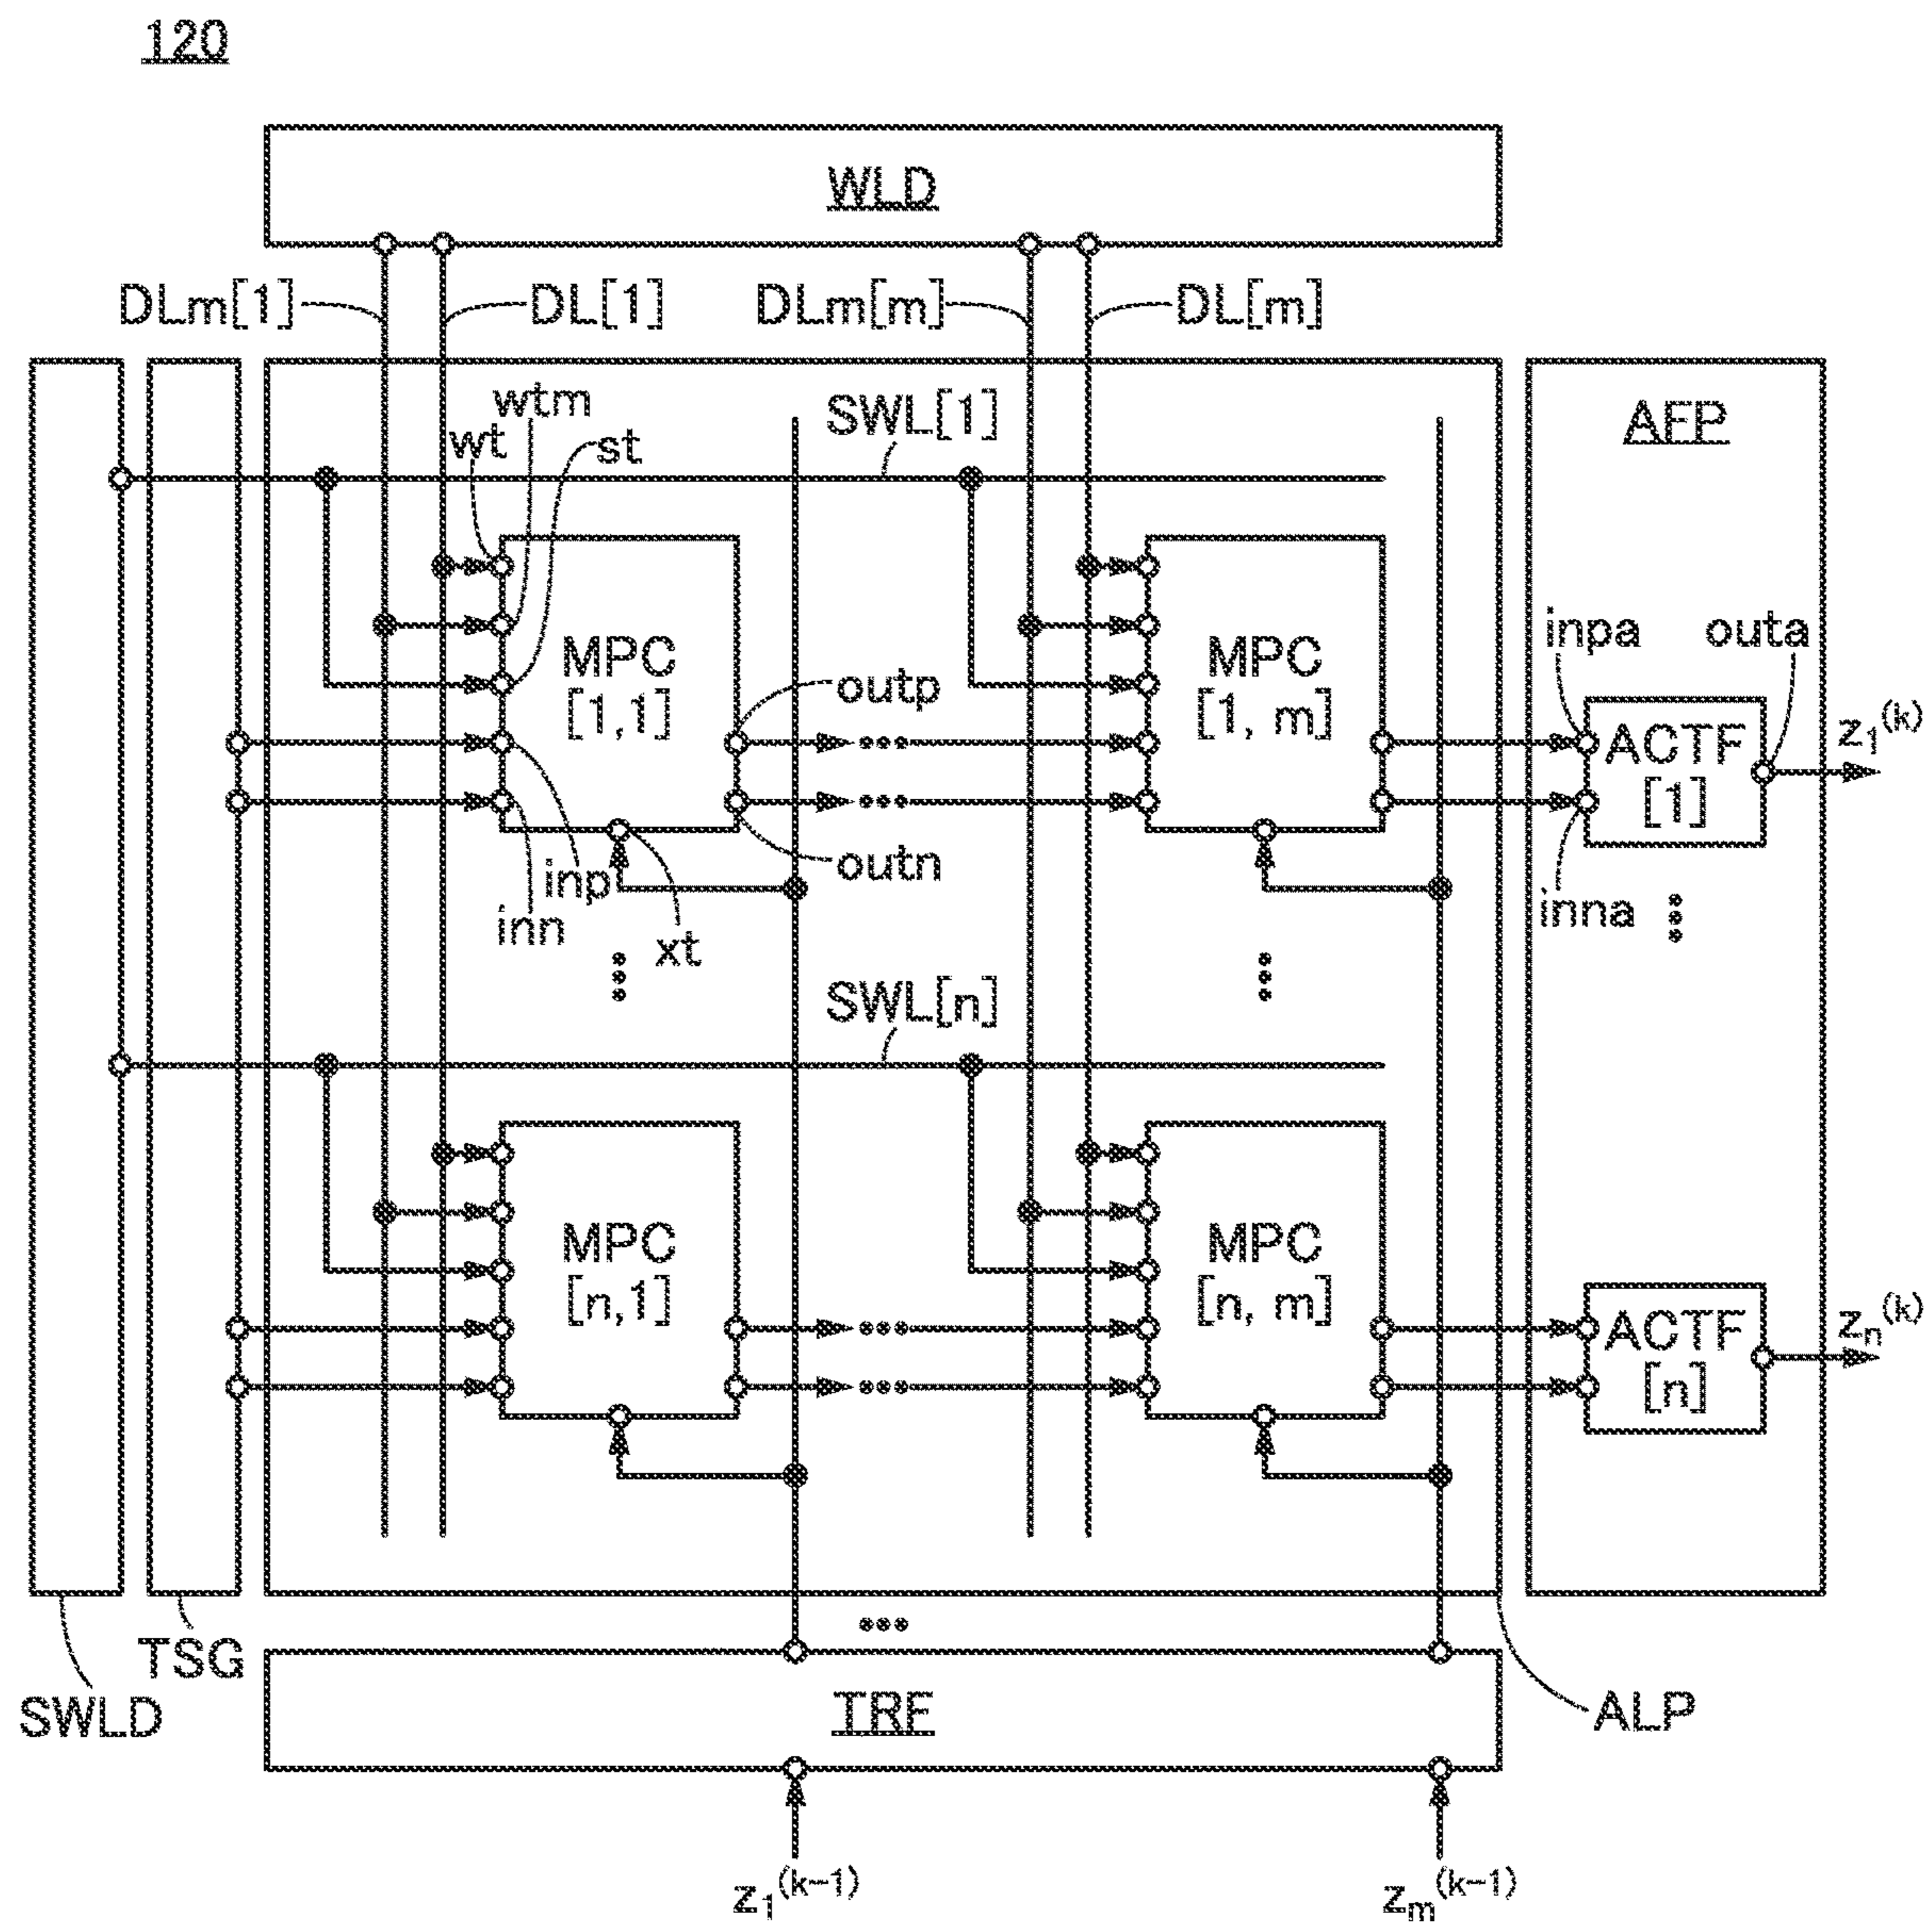 120
WLD
DLm[1]
DL[1]
DLm[m]
DL[m]
wtm
wt
st
SWL[1]
AFP
MPC
[1,1]
outp
MPC
[1, m]
inpa
outa
ACTF
[1]
z1(k)
inp
inn
xt
outn
inna
SWL[n]
MPC
[n,1]
MPC
[n, m]
ACTF
[n]
zn(k)
TSG
SWLD
TRF
ALP
z1(k-1)
zm(k-1)